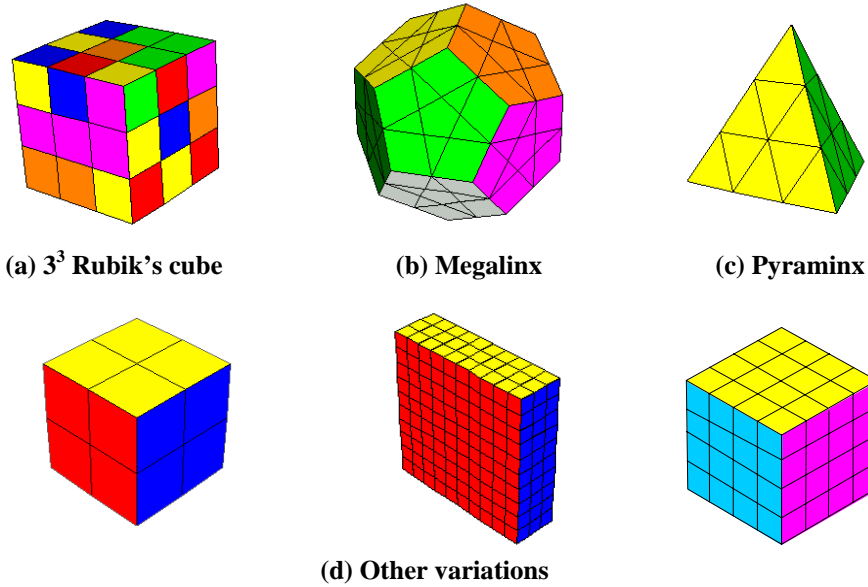 (a) 3³ Rubik's cube
(b) Megalinx
(c) Pyraminx
(d) Other variations